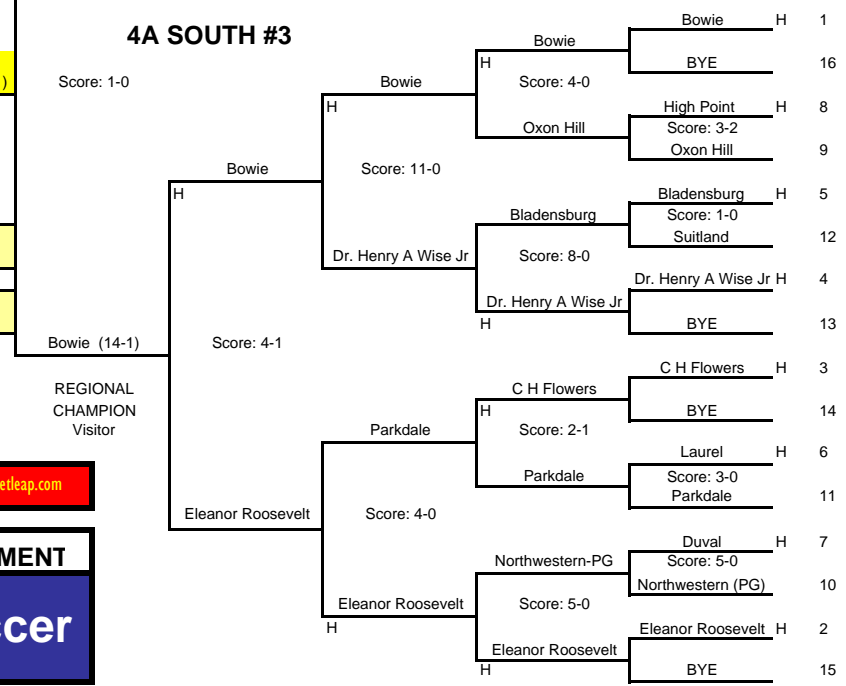 4A SOUTH #3
Bowie H 1
Bowie
H BYE 16
) Score: 1-0 Bowie Score: 4-0
H High Point H 8
Oxon Hill Score: 3-2
Oxon Hill 9
Bowie Score: 11-0
H Bladensburg H 5
Bladensburg Score: 1-0
Suitland 12
Dr. Henry A Wise Jr Score: 8-0
Dr. Henry A Wise Jr H 4
Dr. Henry A Wise Jr
H BYE 13
Bowie (14-1) Score: 4-1
C H Flowers H 3
REGIONAL C H Flowers
CHAMPION H BYE 14
Visitor Parkdale Score: 2-1
Laurel H 6
Parkdale Score: 3-0
etleap.com Parkdale 11
Eleanor Roosevelt Score: 4-0
MENT Duval H 7
Northwestern-PG Score: 5-0
Northwestern (PG) 10
Eleanor Roosevelt Score: 5-0
ccer H Eleanor Roosevelt H 2
Eleanor Roosevelt
H BYE 15